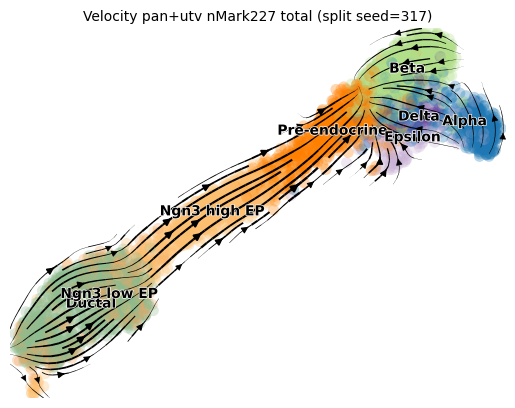 Velocity pan+utv nMark227 total (split seed=317)
Beta
Delta
Alpha
Pre-endocrine
Epsilon
Ngn3 high EP
Ngn3 low EP
Ductal